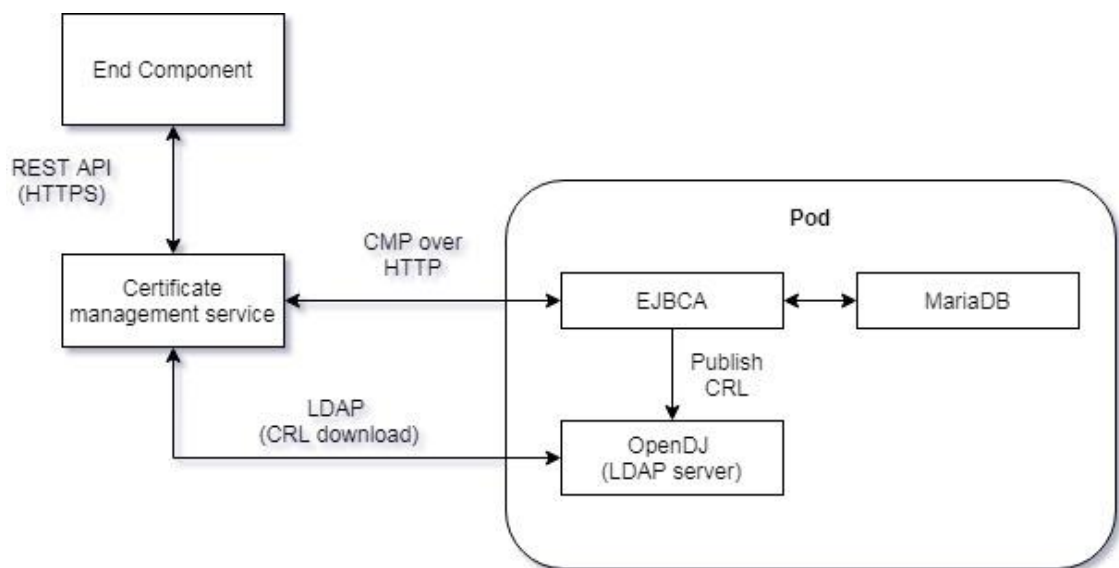 End Component
REST API
(HTTPS)
Pod
CMP over
HTTP
Certificate
management service
EJBCA
MariaDB
Publish
CRL
LDAP
(CRL download)
OpenDJ
(LDAP server)